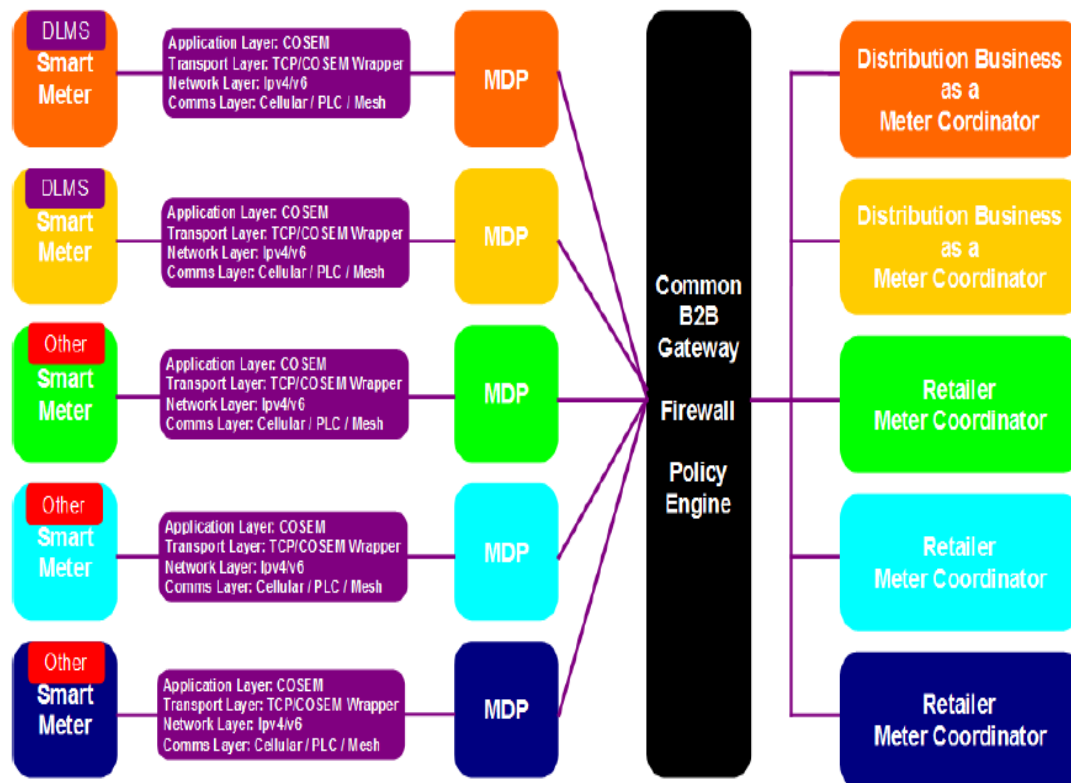 DLMS
Smart
Meter
Application Layer: COSEM
Transport Layer: TCP/COSEM Wrapper
Network Layer: Ipv4/v6
Comms Layer: Cellular / PLC / Mesh
MDP
Distribution Business
as a
Meter Cordinator
DLMS
Smart
Meter
Application Layer: COSEM
Transport Layer: TCP/COSEM Wrapper
Network Layer: Ipv4/v6
Comms Layer: Cellular / PLC / Mesh
MDP
Distribution Business
as a
Meter Coordinator
Common
B2B
Gateway
Firewall
Policy
Engine
Other
Smart
Meter
Application Layer: COSEM
Transport Layer: TCP/COSEM Wrapper
Network Layer: Ipv4/v6
Comms Layer: Cellular / PLC / Mesh
MDP
Retailer
Meter Coordinator
Other
Smart
Meter
Application Layer: COSEM
Transport Layer: TCP/COSEM Wrapper
Network Layer: Ipv4/v6
Comms Layer: Cellular / PLC / Mesh
MDP
Retailer
Meter Coordinator
Other
Smart
Meter
Application Layer: COSEM
Transport Layer: TCP/COSEM Wrapper
Network Layer: Ipv4/v6
Comms Layer: Cellular / PLC / Mesh
MDP
Retailer
Meter Coordinator